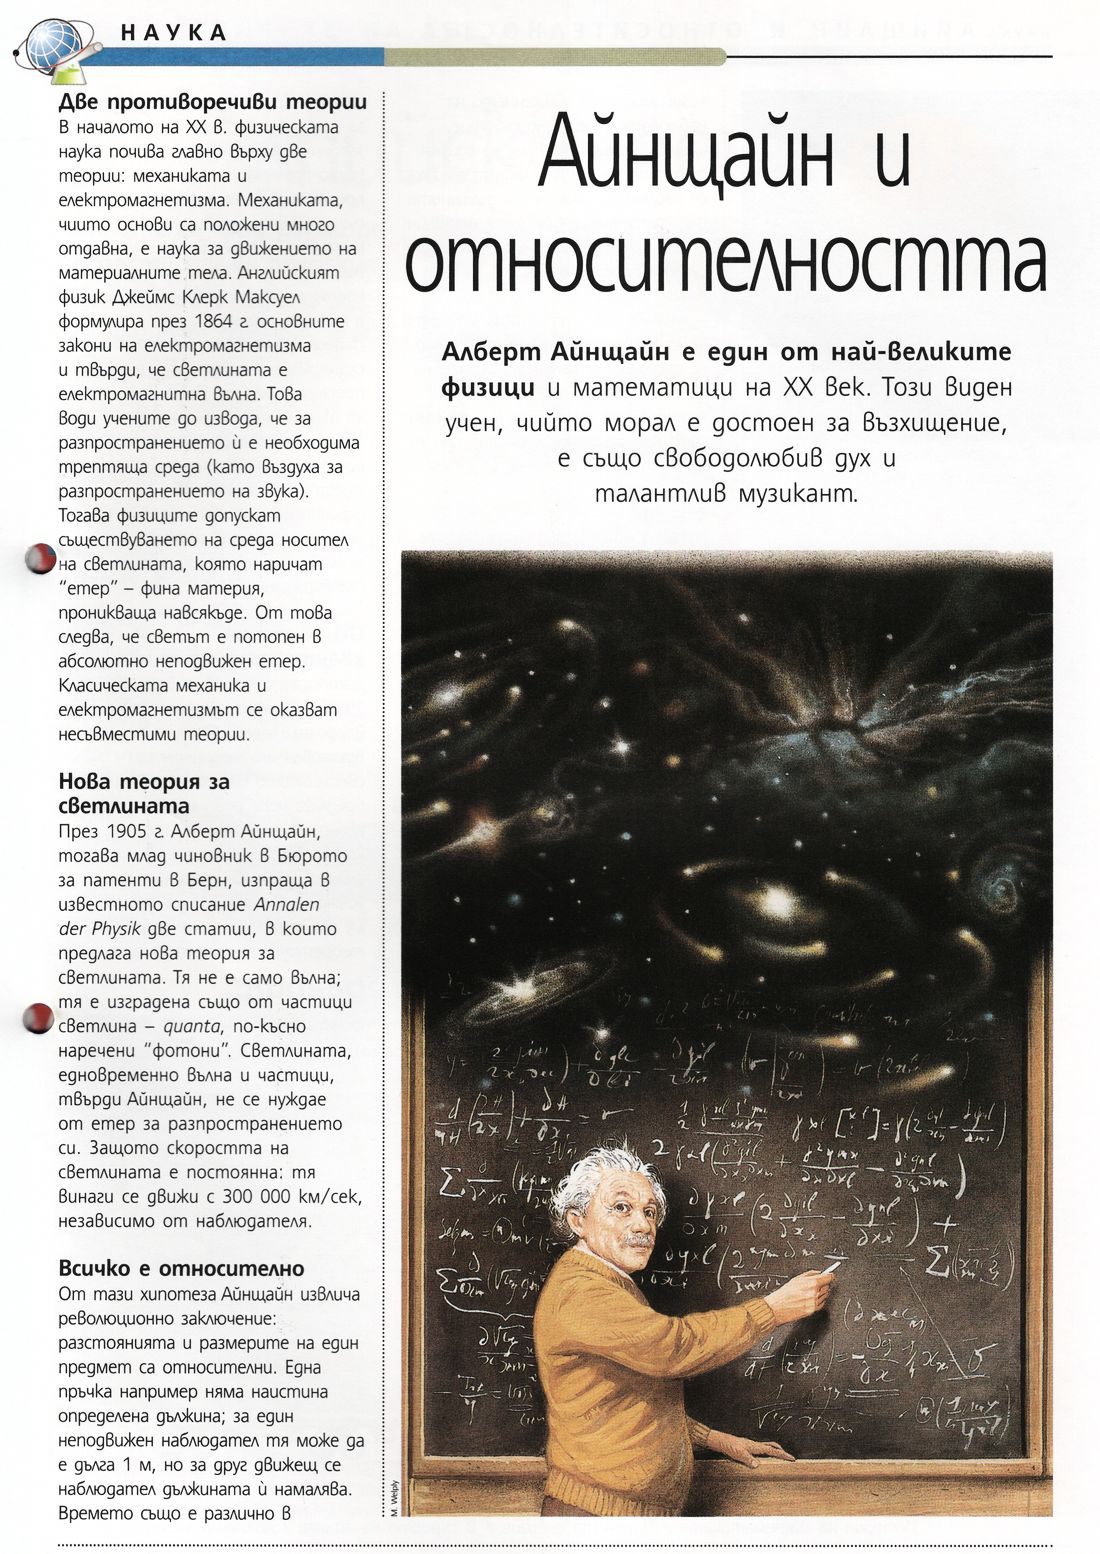 НАУКА
Две противоречиви теории
В началото на XX в. физическата
наука почива главно върху две
теории: механиката и
електромагнетизма. Механиката,
чиито основи са положени много
отдавна, е наука за движението на
материалните тела. Английският
физик Джеймс Клерк Максуел
формулира през 1864 г. основните
закони на електромагнетизма
и твърди, че светлината е
електромагнитна вълна. Това
води учените до извода, че за
разпространението ѝ е необходима
трептяща среда (като въздуха за
разпространението на звука).
Тогава физиците допускат
съществуването на среда носител
на светлината, която наричат
"етер" – фина материя,
проникваща навсякъде. От това
следва, че светът е потопен в
абсолютно неподвижен етер.
Класическата механика и
електромагнетизмът се оказват
несъвместими теории.
Нова теория за
светлината
През 1905 г. Алберт Айнщайн,
тогава млад чиновник в Бюрото
за патенти в Берн, изпраща в
известното списание Annalen
der Physik две статии, в които
предлага нова теория за
светлината. Тя не е само вълна;
тя е изградена също от частици
светлина – quanta, по-късно
наречени "фотони". Светлината,
едновременно вълна и частици,
твърди Айнщайн, не се нуждае
от етер за разпространението
си. Защото скоростта на
светлината е постоянна: тя
винаги се движи с 300 000 км/сек,
независимо от наблюдателя.
Всичко е относително
От тази хипотеза Айнщайн извлича
революционно заключение:
разстоянията и размерите на един
предмет са относителни. Една
пръчка например няма наистина
определена дължина; за един
неподвижен наблюдател тя може да
е дълга 1 м, но за друг движещ се
наблюдател дължината ѝ намалява.
Времето също е различно в
Айнщайн и
относителността
Алберт Айнщайн е един от най-великите
физици и математици на XX век. Този виден
учен, чийто морал е достоен за възхищение,
е също свободолюбив дух и
талантлив музикант.
M. Welply